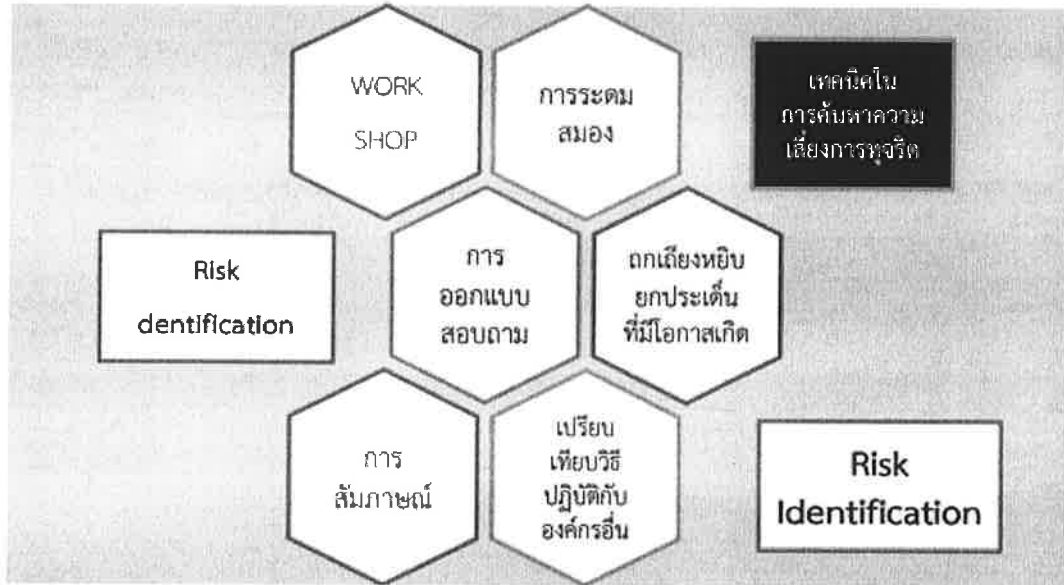 WORK
SHOP
การระดม
สมอง
เทคนิคใน
การค้นหาความ
เสี่ยงการทุจริต
Risk
dentification
การ
ออกแบบ
สอบถาม
ถกเถียงหยิบ
ยกประเด็น
ที่มีโอกาสเกิด
การ
สัมภาษณ์
เปรียบ
เทียบวิธี
ปฏิบัติกับ
องค์กรอื่น
Risk
Identification